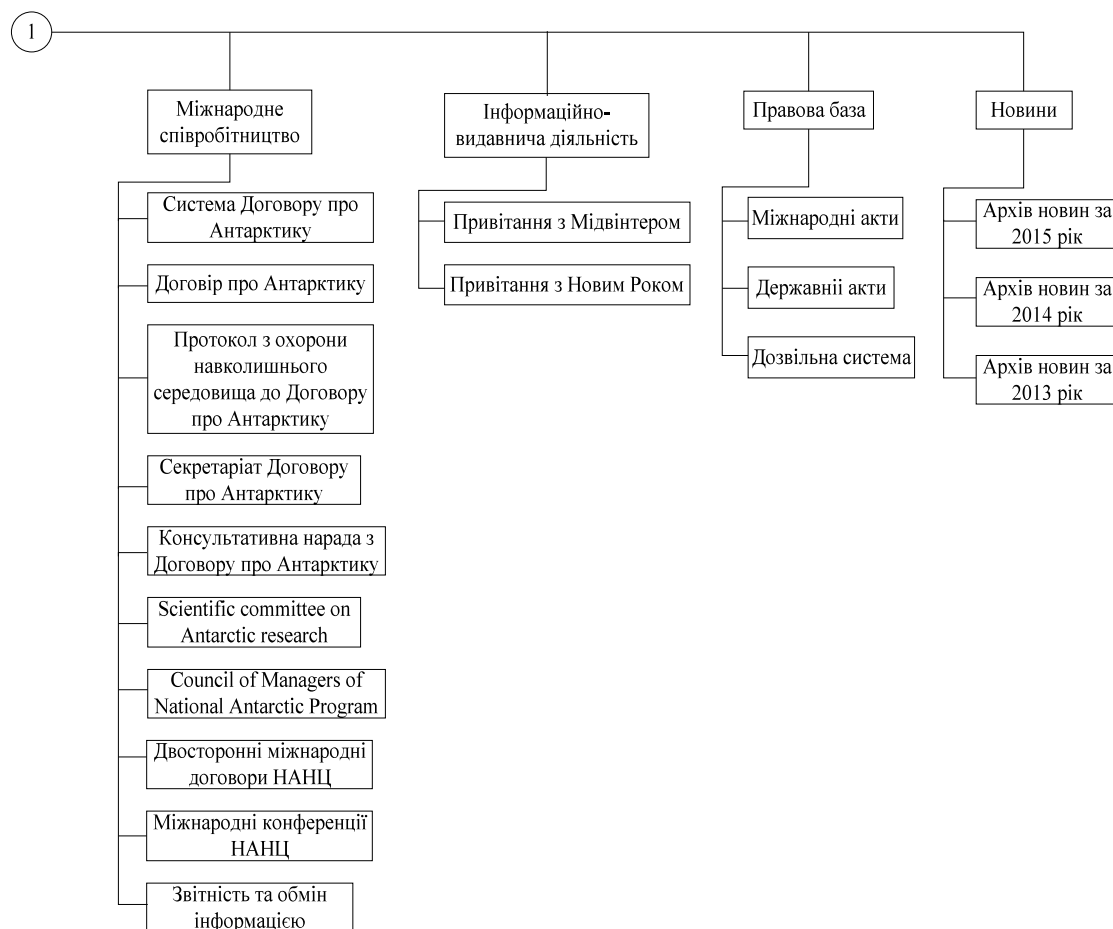 1
Міжнародне
співробітництво
Система Договору про
Антарктику
Договір про Антарктику
Протокол з охорони
навколишнього
середовища до Договору
про Антарктику
Секретаріат Договору
про Антарктику
Консультативна нарада з
Договору про Антарктику
Scientific committee on
Antarctic research
Council of Managers of
National Antarctic Program
Двосторонні міжнародні
договори НАНЦ
Міжнародні конференції
НАНЦ
Звітність та обмін
інформацією
Інформаційно-
видавнича діяльність
Привітання з Мідвінтером
Привітання з Новим Роком
Правова база
Міжнародні акти
Державніі акти
Дозвільна система
Новини
Архів новин за
2015 рік
Архів новин за
2014 рік
Архів новин за
2013 рік